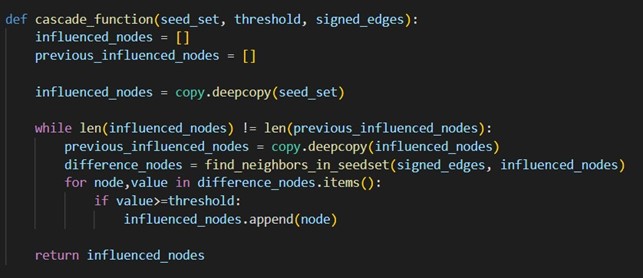 def cascade_function(seed_set, threshold, signed_edges):
    influenced_nodes = []
    previous_influenced_nodes = []

    influenced_nodes = copy.deepcopy(seed_set)

    while len(influenced_nodes) != len(previous_influenced_nodes):
        previous_influenced_nodes = copy.deepcopy(influenced_nodes)
        difference_nodes = find_neighbors_in_seedset(signed_edges, influenced_nodes)
        for node,value in difference_nodes.items():
            if value>=threshold:
                influenced_nodes.append(node)

    return influenced_nodes